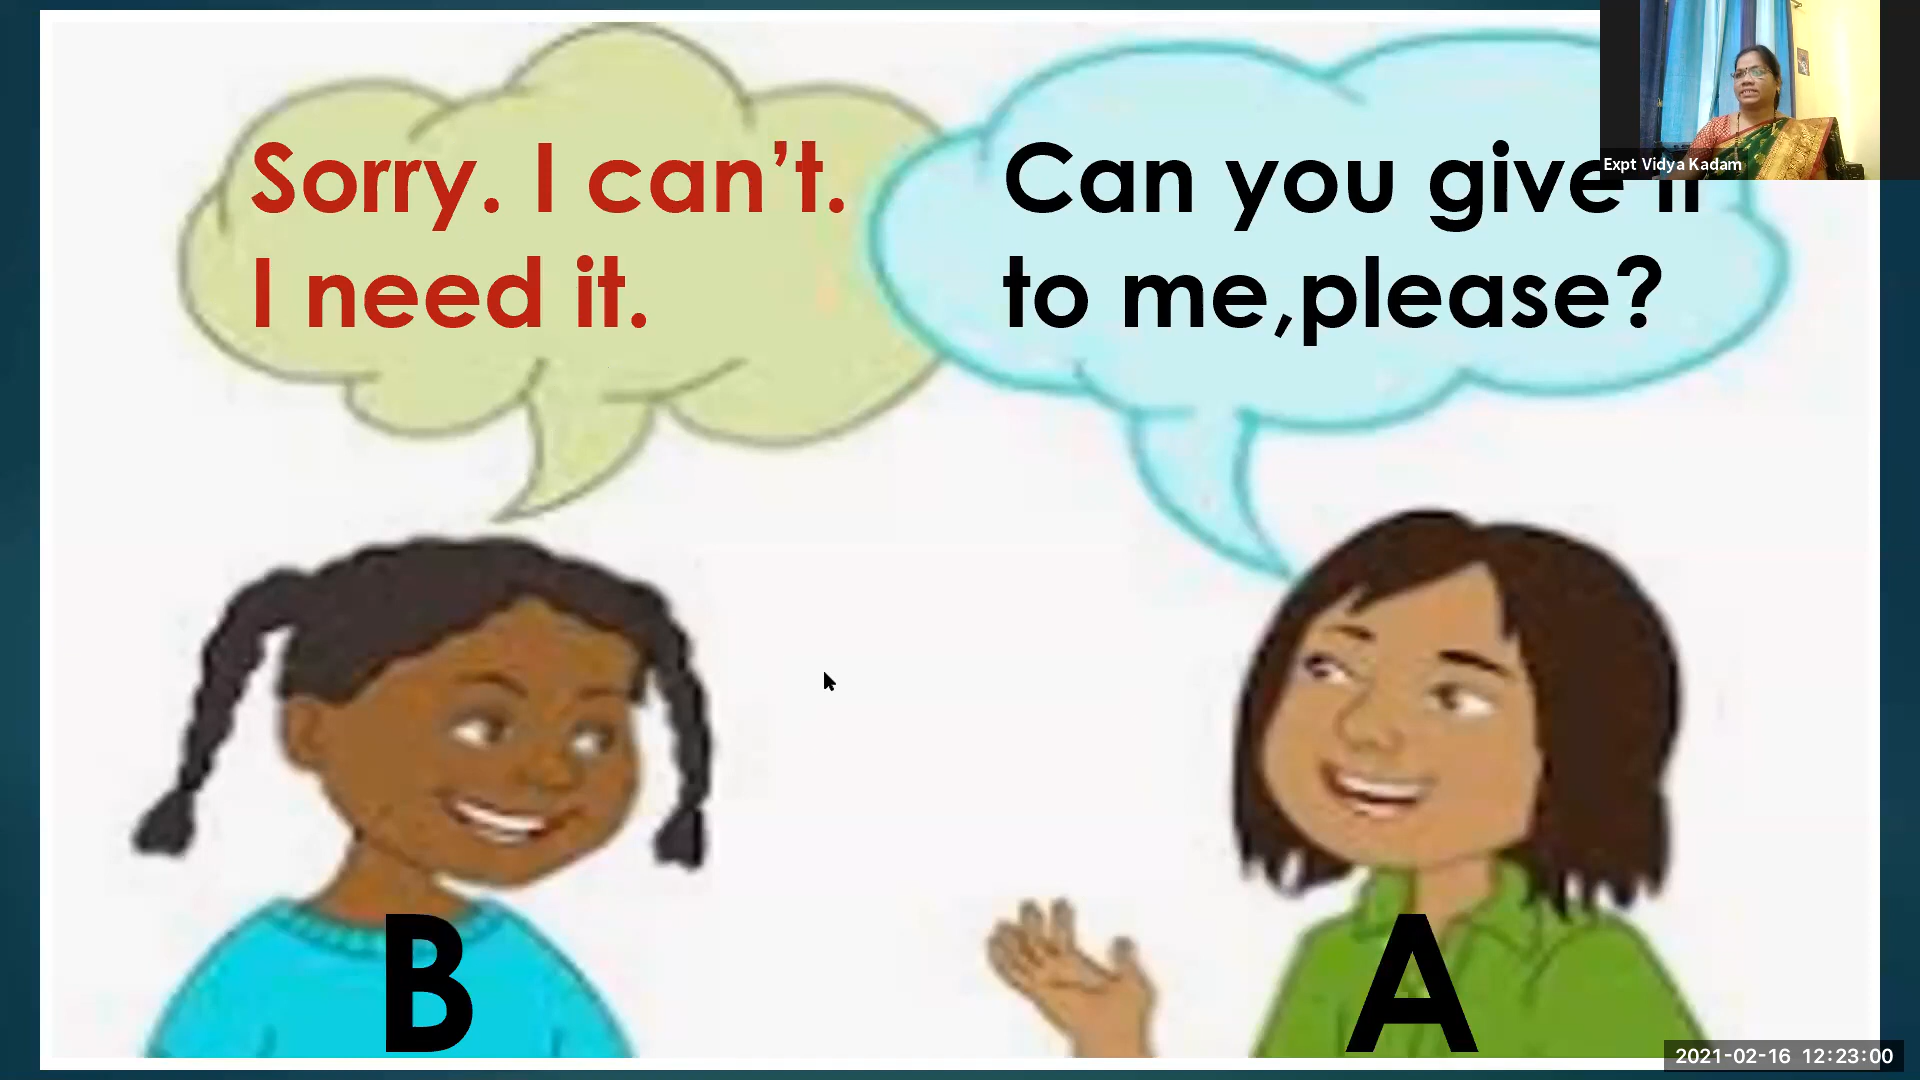 Sorry. I can’t.
I need it.
Can you give it
to me,please?
Expt Vidya Kadam
B
A
2021-02-16 12:23:00